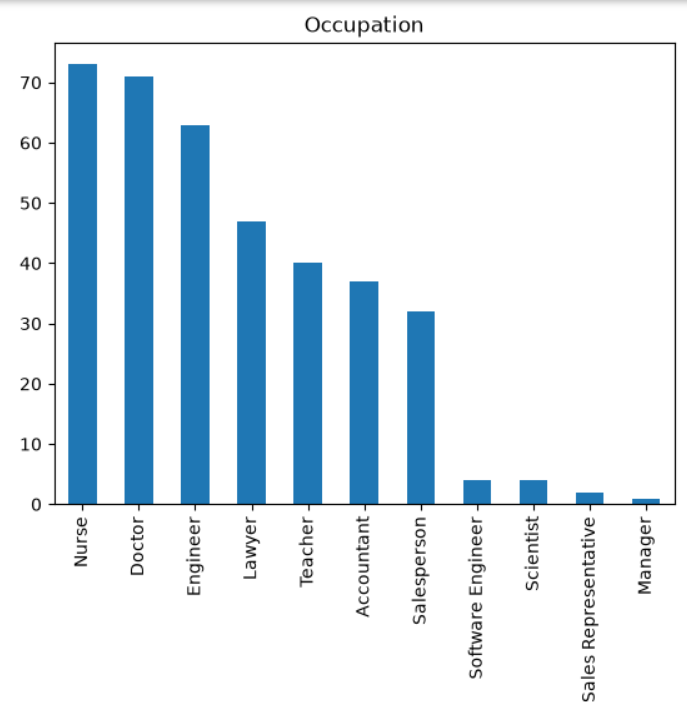 Occupation
70
60
50
40
30
20
10
0
Nurse
Doctor
Engineer
Lawyer
Teacher
Accountant
Salesperson
Software Engineer
Scientist
Sales Representative
Manager